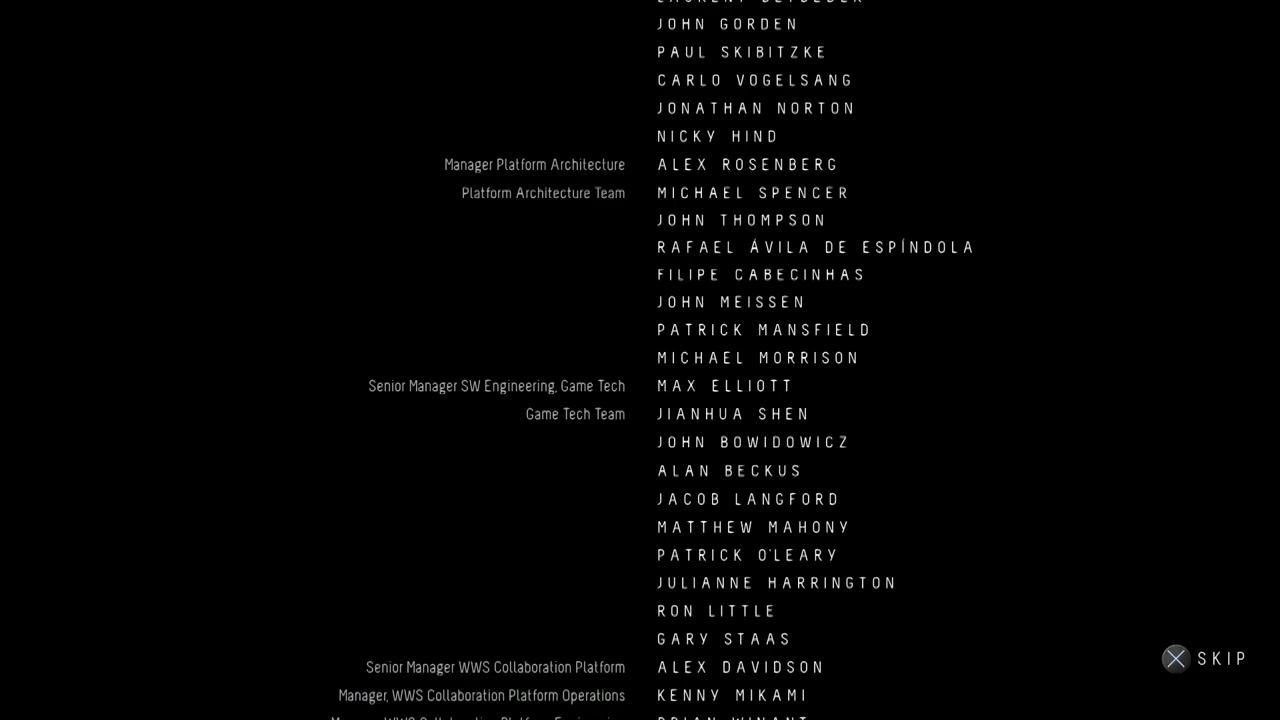 JOHN GORDEN
PAUL SKIBITZKE
CARLO VOGELSANG
JONATHAN NORTON
NICKY HIND
Manager Platform Architecture ALEX ROSENBERG
Platform Architecture Team MICHAEL SPENCER
JOHN THOMPSON
RAFAEL ÁVILA DE ESPÍNDOLA
FILIPE CABECINHAS
JOHN MEISSEN
PATRICK MANSFIELD
MICHAEL MORRISON
Senior Manager SW Engineering, Game Tech MAX ELLIOTT
Game Tech Team JIANHUA SHEN
JOHN BOWIDOWICZ
ALAN BECKUS
JACOB LANGFORD
MATTHEW MAHONY
PATRICK O'LEARY
JULIANNE HARRINGTON
RON LITTLE
GARY STAAS
SKIP
Senior Manager WWS Collaboration Platform ALEX DAVIDSON
Manager, WWS Collaboration Platform Operations KENNY MIKAMI